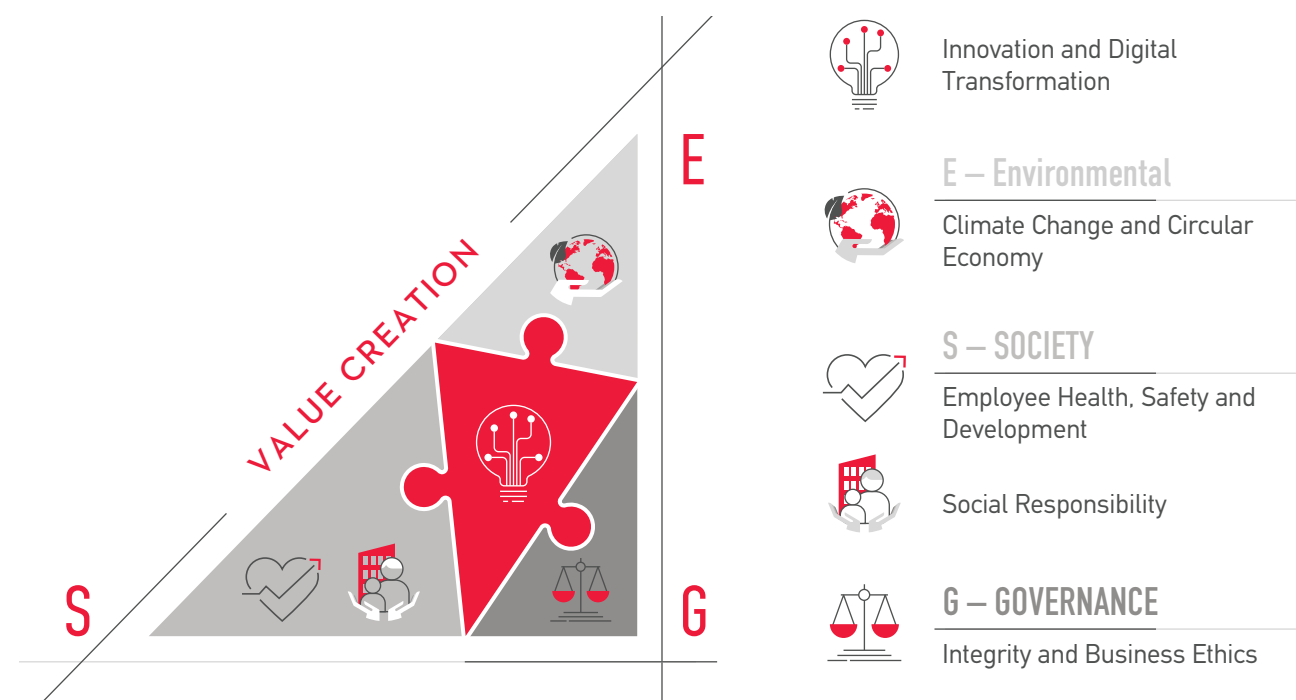 E
VALUE CREATION
S
G
Innovation and Digital
Transformation
E – Environmental
Climate Change and Circular
Economy
S – SOCIETY
Employee Health, Safety and
Development
Social Responsibility
G – GOVERNANCE
Integrity and Business Ethics